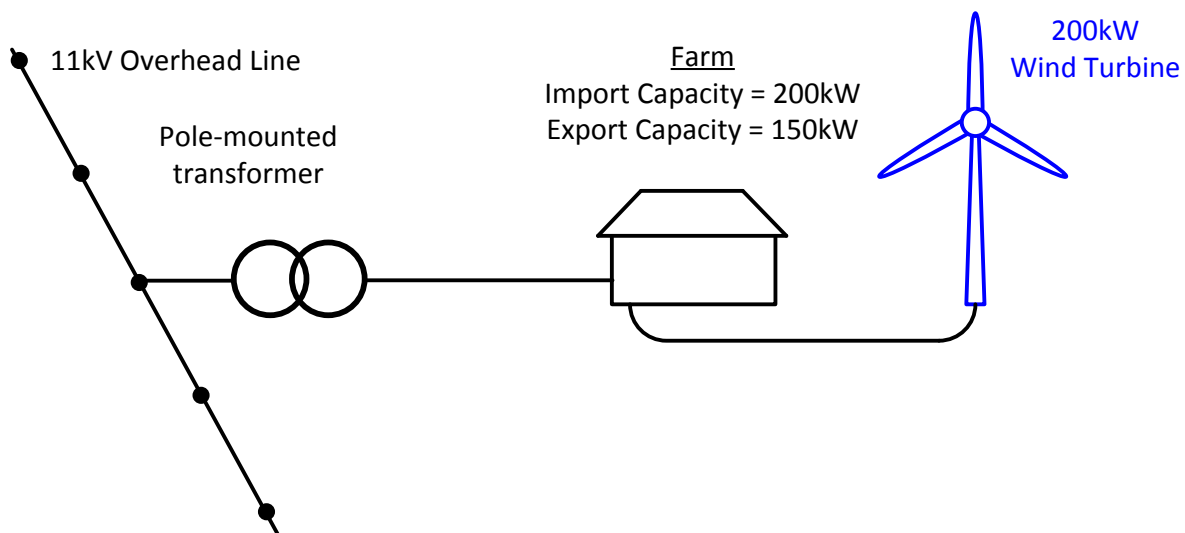 11kV Overhead Line
Pole-mounted
transformer
Farm
Import Capacity = 200kW
Export Capacity = 150kW
200kW
Wind Turbine